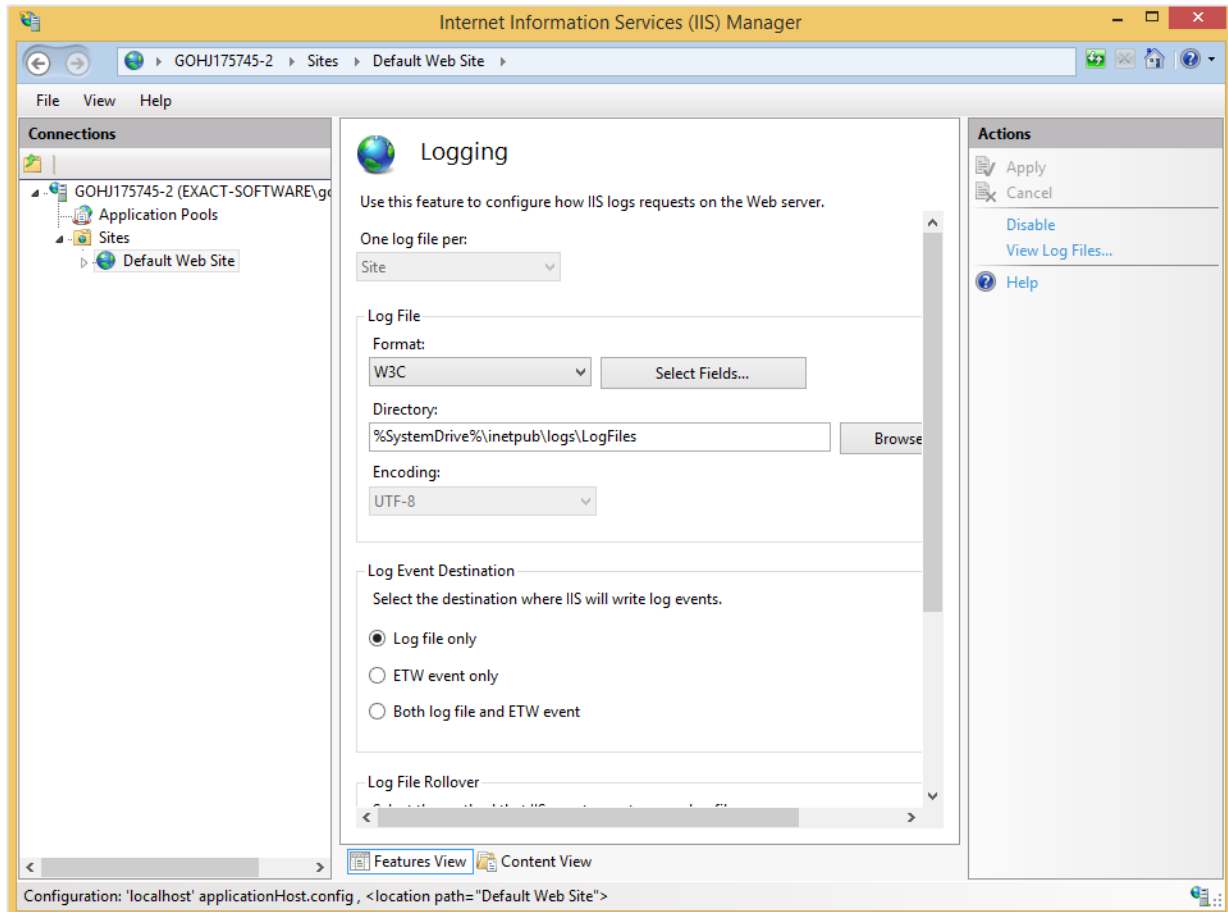 Internet Information Services (IIS) Manager
GOHJ175745-2 Sites Default Web Site
File View Help
Connections
GOHJ175745-2 (EXACT-SOFTWARE\go
Application Pools
Sites
Default Web Site
Logging
Use this feature to configure how IIS logs requests on the Web server.
One log file per:
Site
Log File
Format:
W3C
Select Fields...
Directory:
%SystemDrive%\inetpub\logs\LogFiles
Browse
Encoding:
UTF-8
Log Event Destination
Select the destination where IIS will write log events.
Log file only
ETW event only
Both log file and ETW event
Log File Rollover
Features View
Content View
Actions
Apply
Cancel
Disable
View Log Files...
Help
Configuration: 'localhost' applicationHost.config , <location path="Default Web Site">